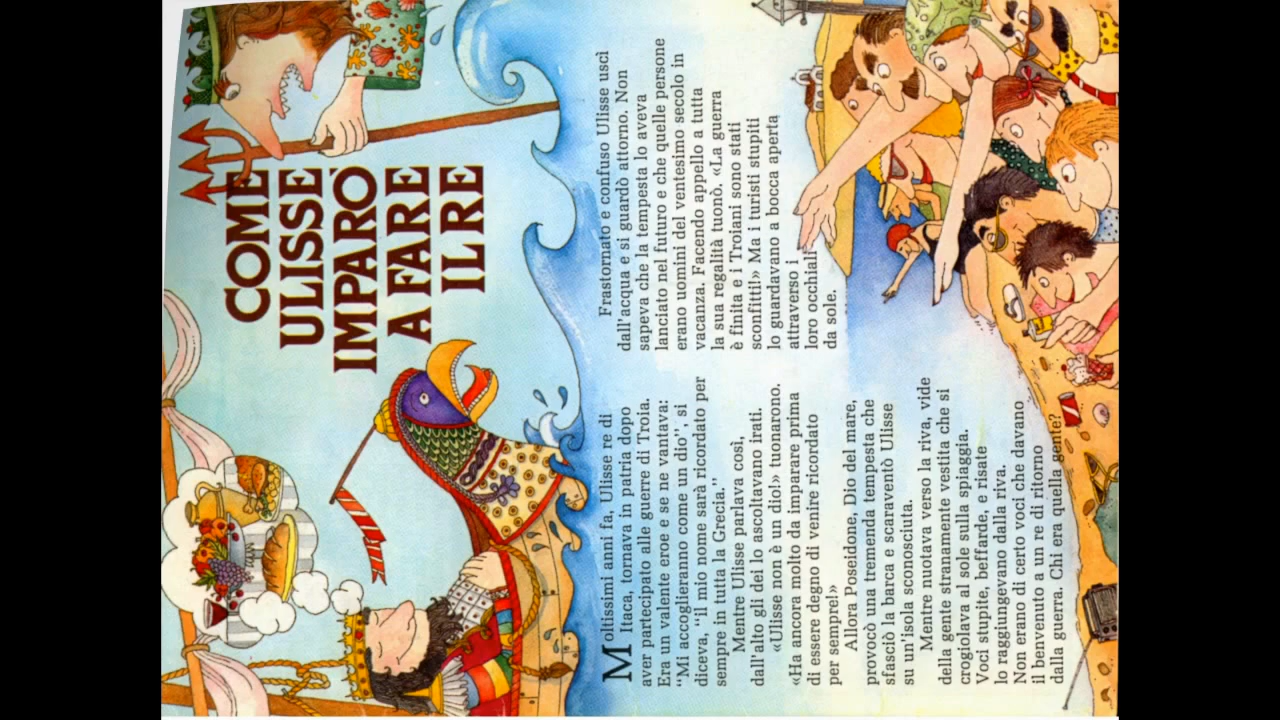 COME
ULISSE
IMPARÒ
A FARE
IL RE
Moltissimi anni fa, Ulisse re di
Itaca, tornava in patria dopo
aver partecipato alle guerre di Troia.
Era un valente eroe e se ne vantava:
"Mi accoglieranno come un dio", si
diceva, "il mio nome sarà ricordato per
sempre in tutta la Grecia."
Mentre Ulisse parlava così,
dall'alto gli dei lo ascoltavano irati.
«Ulisse non è un dio!» tuonarono.
«Ha ancora molto da imparare prima
di essere degno di venire ricordato
per sempre!»
Allora Poseidone, Dio del mare,
provocò una tremenda tempesta che
sfasciò la barca e scaraventò Ulisse
su un'isola sconosciuta.
Mentre nuotava verso la riva, vide
della gente stranamente vestita che si
crogiolava al sole sulla spiaggia.
Voci stupite, beffarde, e risate
lo raggiungevano dalla riva.
Non erano di certo voci che davano
il benvenuto a un re di ritorno
dalla guerra. Chi era quella gente?
Frastornato e confuso Ulisse uscì
dall'acqua e si guardò attorno. Non
sapeva che la tempesta lo aveva
lanciato nel futuro e che quelle persone
erano uomini del ventesimo secolo in
vacanza. Facendo appello a tutta
la sua regalità tuonò. «La guerra
è finita e i Troiani sono stati
sconfitti!» Ma i turisti stupiti
lo guardavano a bocca aperta
attraverso i
loro occhiali
da sole.